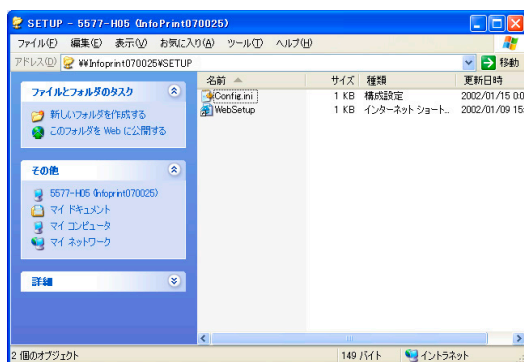 SETUP - 5577-H05 (InfoPrint070025)
ファイル(F) 編集(E) 表示(V) お気に入り(A) ツール(T) ヘルプ(H)
アドレス(D) ¥¥Infoprint070025¥SETUP 移動
名前 サイズ 種類 更新日時
Config.ini 1 KB 構成設定 2002/01/15 0:0
WebSetup 1 KB インターネット ショート... 2002/01/09 15:
ファイルとフォルダのタスク
新しいフォルダを作成する
このフォルダを Web に公開する
その他
5577-H05 (Infoprint070025)
マイ ドキュメント
マイ コンピュータ
マイ ネットワーク
詳細
2 個のオブジェクト 149 バイト イントラネット